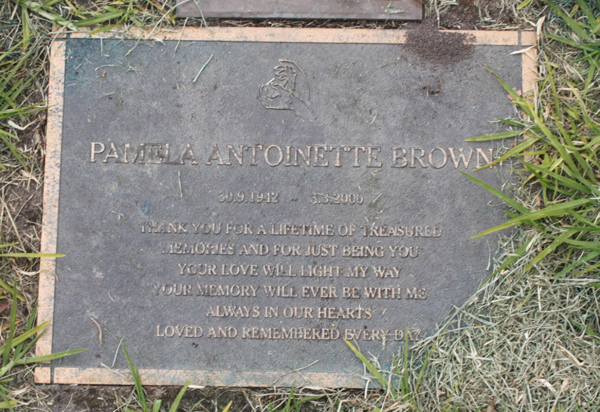 PAMELA ANTOINETTE BROWN
30.9.1942 - 3.3.2000
THANK YOU FOR A LIFETIME OF TREASURED
MEMORIES AND FOR JUST BEING YOU
YOUR LOVE WILL LIGHT MY WAY
YOUR MEMORY WILL EVER BE WITH ME
ALWAYS IN OUR HEARTS
LOVED AND REMEMBERED EVERY DAY